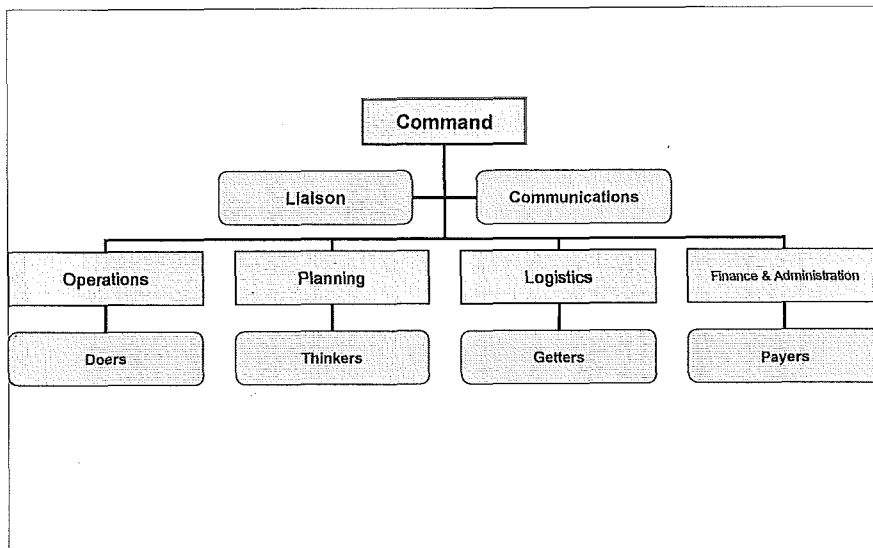 Command
Liaison
Communications
Operations
Planning
Logistics
Finance & Administration
Doers
Thinkers
Getters
Payers